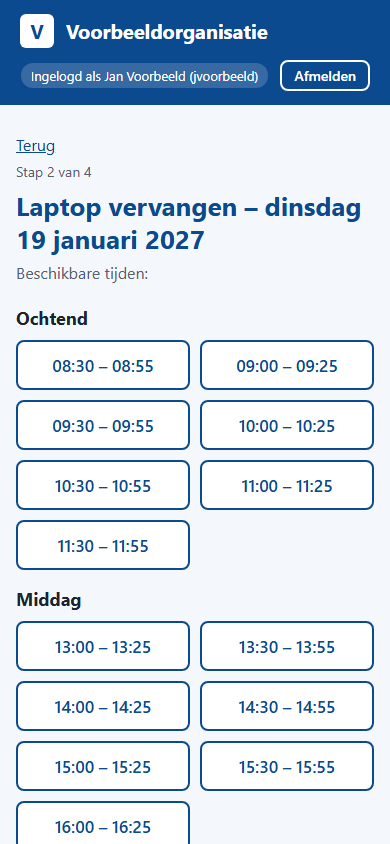 V Voorbeeldorganisatie
Ingelogd als Jan Voorbeeld (jvoorbeeld) Afmelden
Terug
Stap 2 van 4
Laptop vervangen – dinsdag
19 januari 2027
Beschikbare tijden:
Ochtend
08:30 – 08:55 09:00 – 09:25
09:30 – 09:55 10:00 – 10:25
10:30 – 10:55 11:00 – 11:25
11:30 – 11:55
Middag
13:00 – 13:25 13:30 – 13:55
14:00 – 14:25 14:30 – 14:55
15:00 – 15:25 15:30 – 15:55
16:00 – 16:25